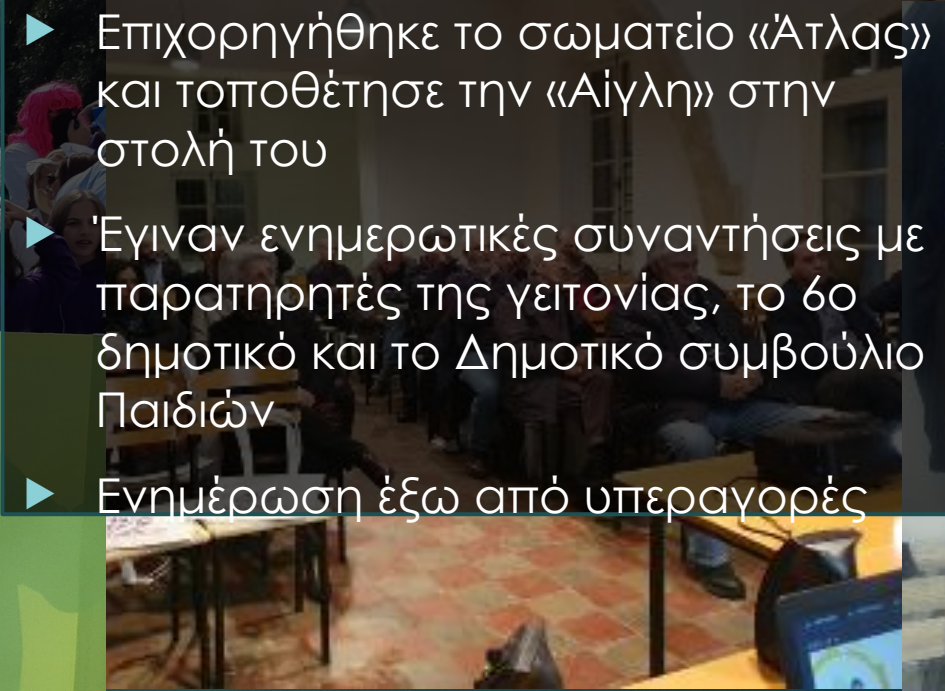 Επιχορηγήθηκε το σωματείο «Άτλας»
και τοποθέτησε την «Αίγλη» στην
στολή του
Έγιναν ενημερωτικές συναντήσεις με
παρατηρητές της γειτονίας, το 6ο
δημοτικό και το Δημοτικό συμβούλιο
Παιδιών
Ενημέρωση έξω από υπεραγορές